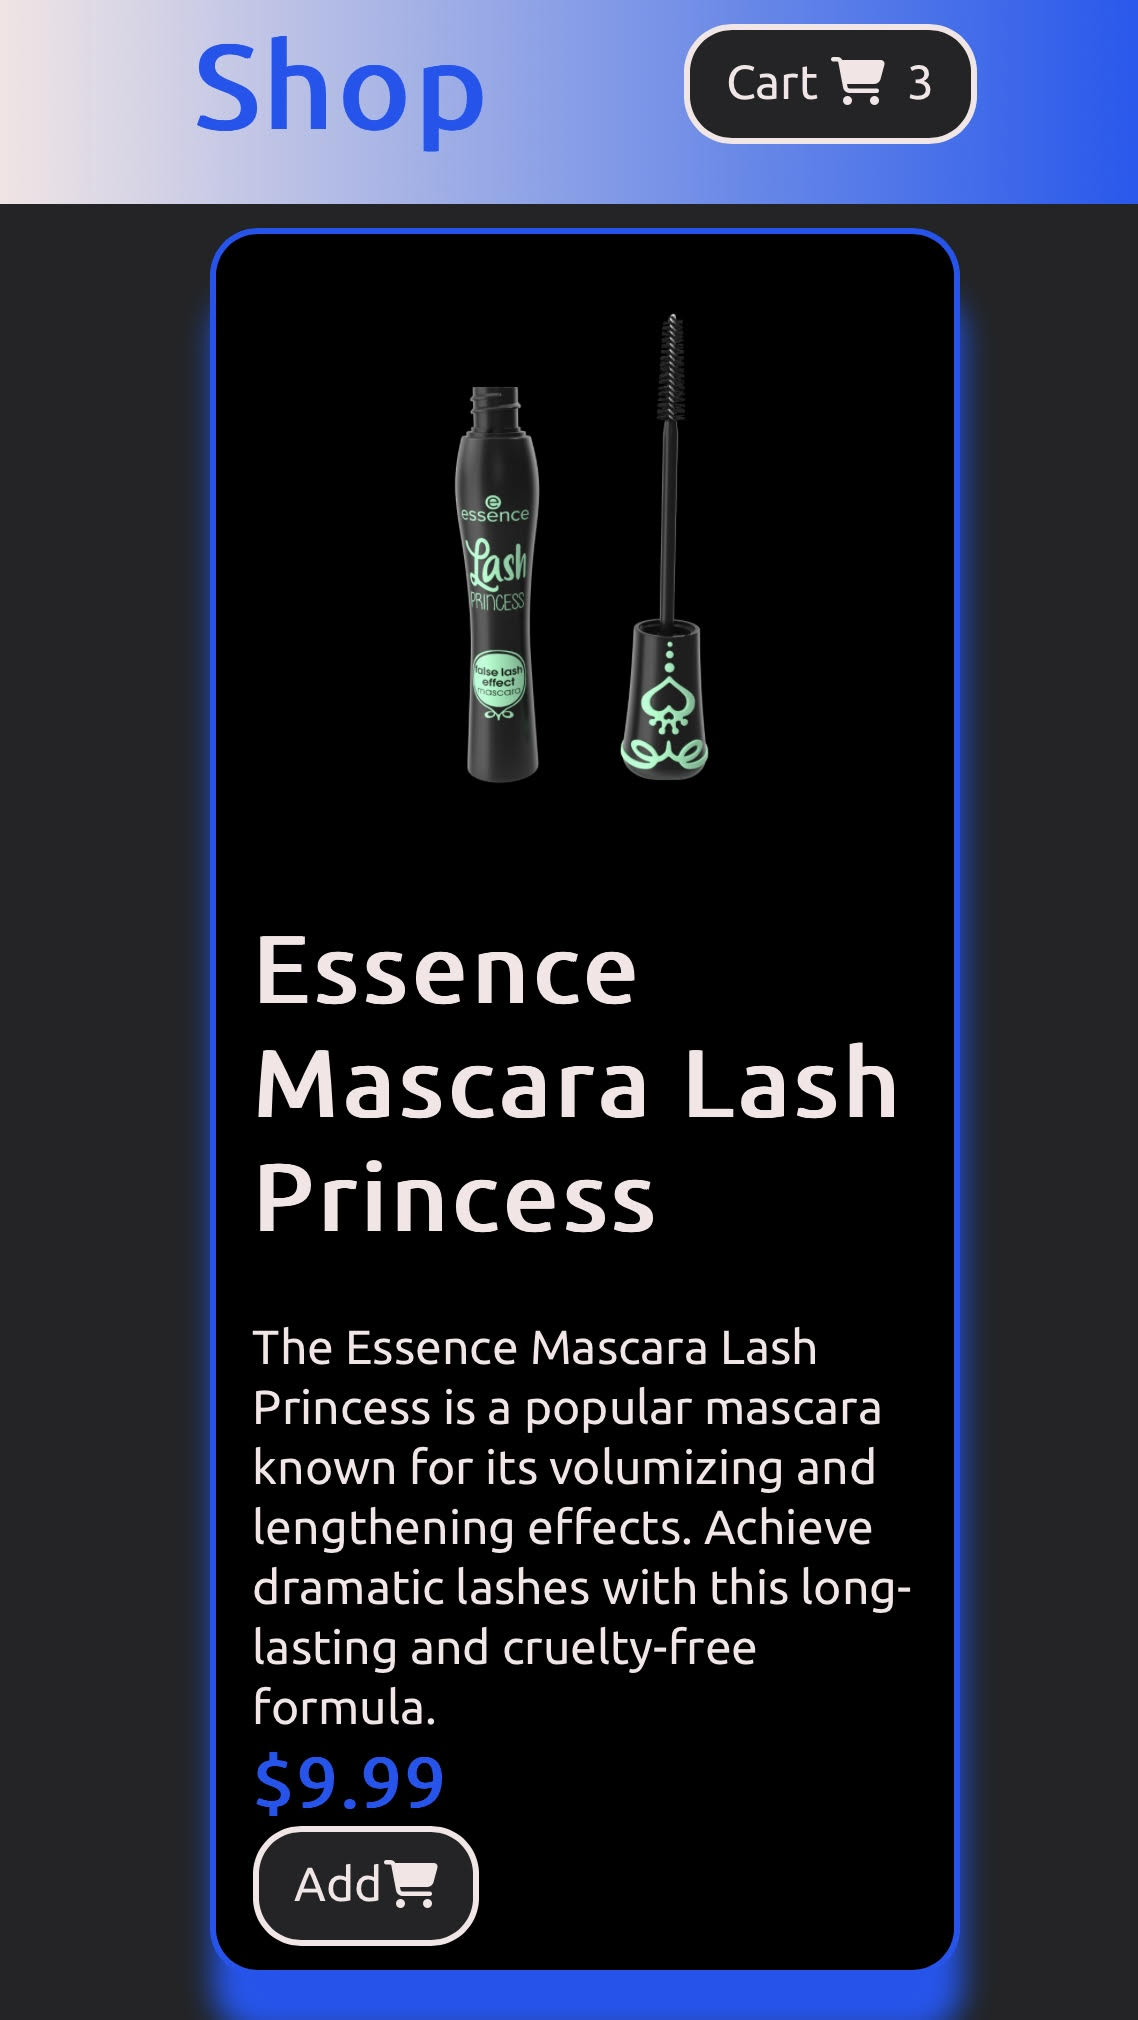 Shop
Cart 3
essence
Lash
PRINCESS
false lash
effect
mascara
Essence
Mascara Lash
Princess
The Essence Mascara Lash
Princess is a popular mascara
known for its volumizing and
lengthening effects. Achieve
dramatic lashes with this long-
lasting and cruelty-free
formula.
$9.99
Add